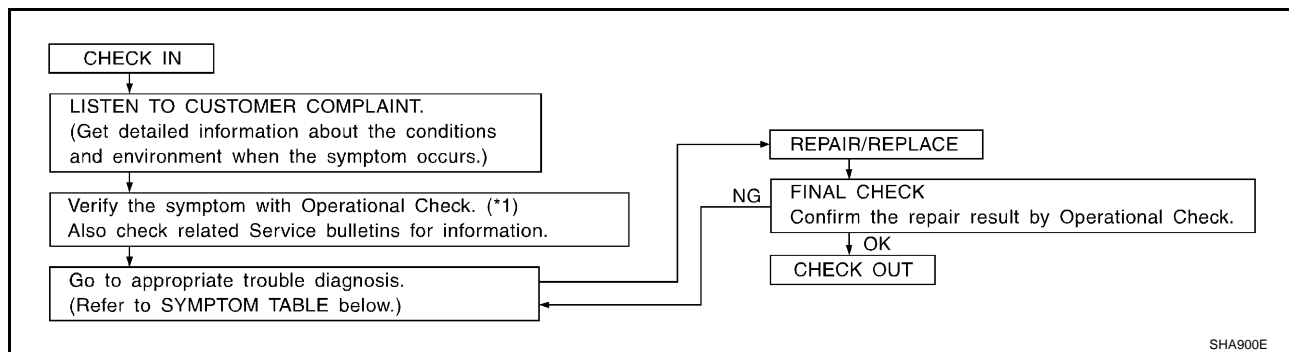 CHECK IN
LISTEN TO CUSTOMER COMPLAINT.
(Get detailed information about the conditions
and environment when the symptom occurs.)
Verify the symptom with Operational Check. (*1)
Also check related Service bulletins for information.
Go to appropriate trouble diagnosis.
(Refer to SYMPTOM TABLE below.)
REPAIR/REPLACE
NG
FINAL CHECK
Confirm the repair result by Operational Check.
OK
CHECK OUT
SHA900E